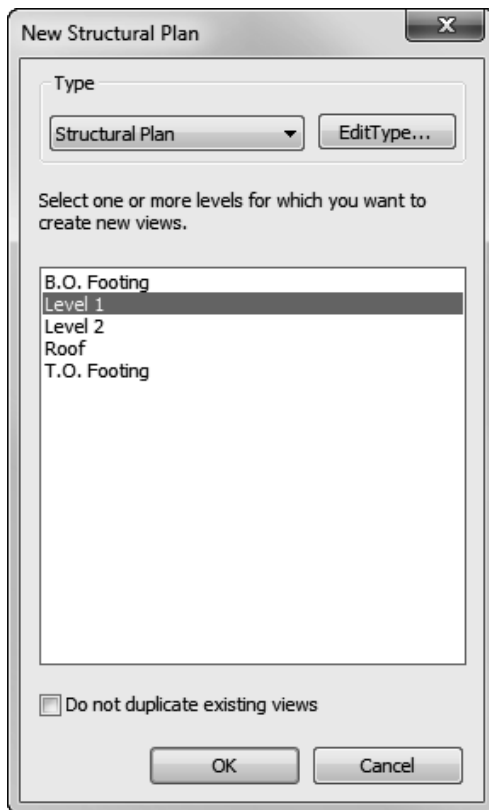 New Structural Plan
Type
Structural Plan
EditType...
Select one or more levels for which you want to
create new views.
B.O. Footing
Level 1
Level 2
Roof
T.O. Footing
Do not duplicate existing views
OK
Cancel